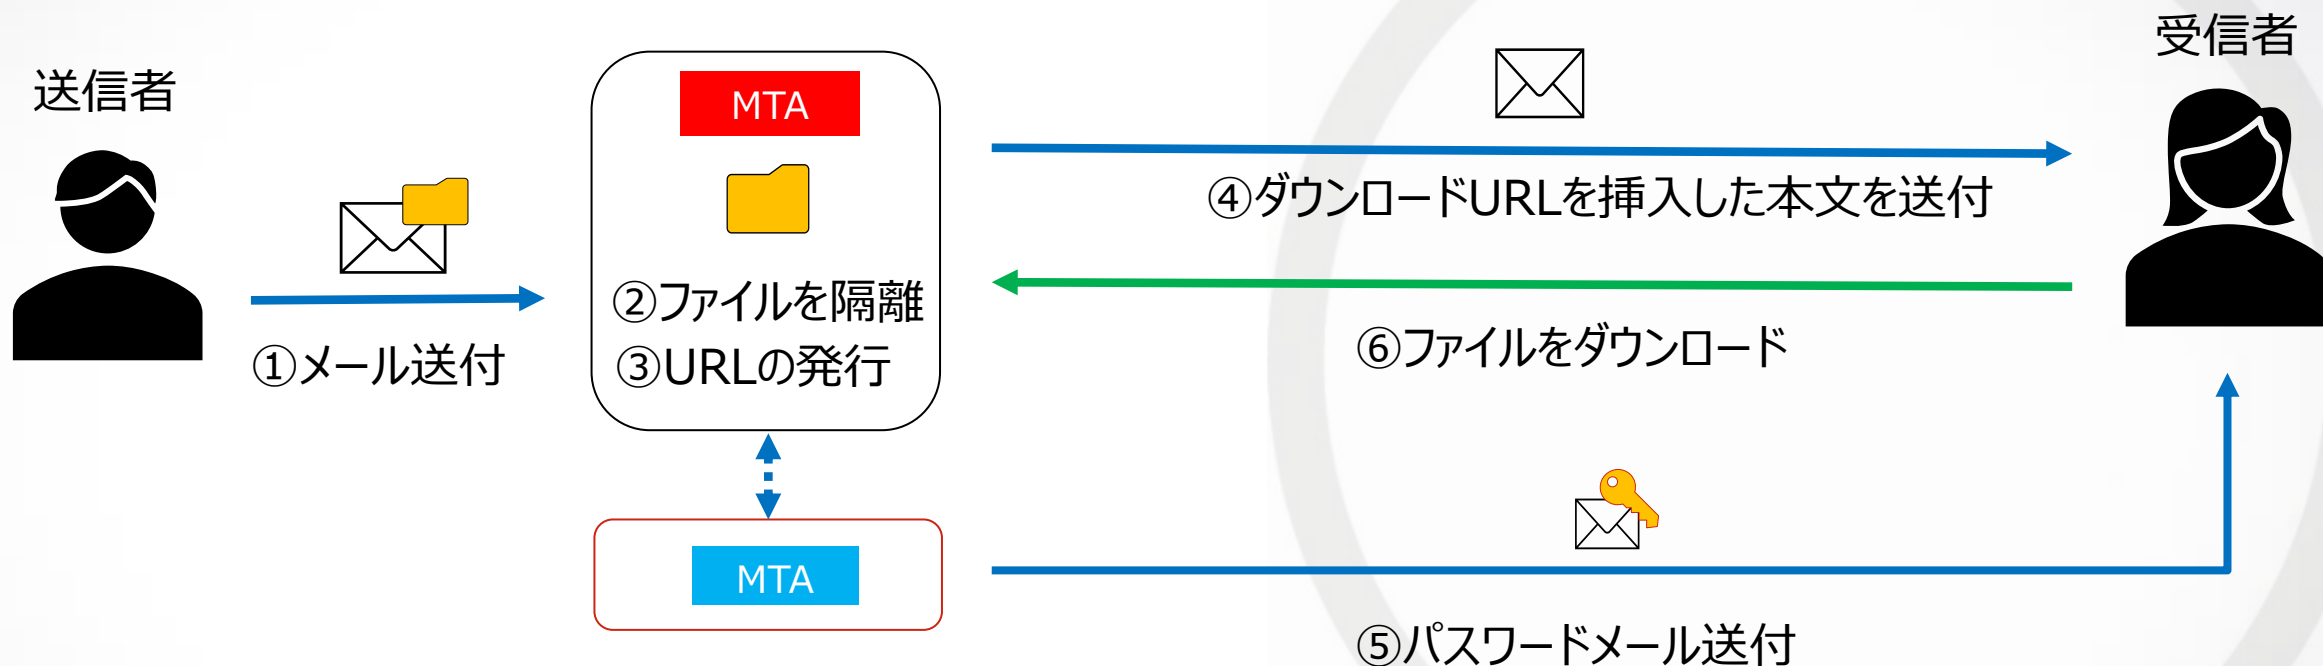 送信者
①メール送付
MTA
②ファイルを隔離
③URLの発行
MTA
受信者
④ダウンロードURLを挿入した本文を送付
⑥ファイルをダウンロード
⑤パスワードメール送付